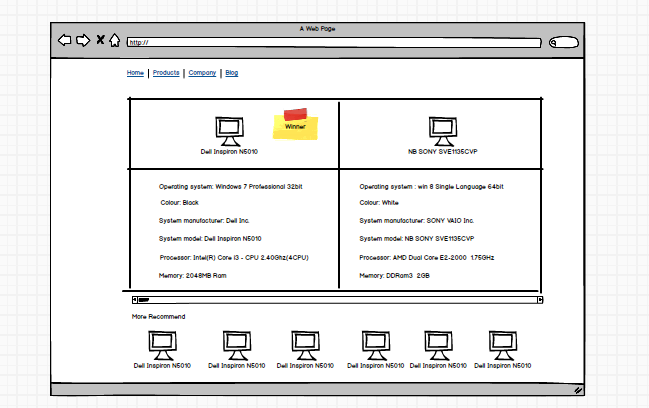 A Web Page
http://
Home | Products | Company | Blog
Winner
Dell Inspiron N5010
NB SONY SVE1135CVP
Operating system: Windows 7 Professional 32bit
Colour: Black
System manufacturer: Dell Inc.
System model: Dell Inspiron N5010
Processor: Intel(R) Core i3 - CPU 2.40Ghz(4CPU)
Memory: 2048MB Ram
Operating system : win 8 Single Language 64bit
Colour: White
System manufacturer: SONY VAIO Inc.
System model: NB SONY SVE1135CVP
Processor: AMD Dual Core E2-2000 1.75GHz
Memory: DDRam3 2GB
More Recommend
Dell Inspiron N5010
Dell Inspiron N5010
Dell Inspiron N5010
Dell Inspiron N5010
Dell Inspiron N5010
Dell Inspiron N5010